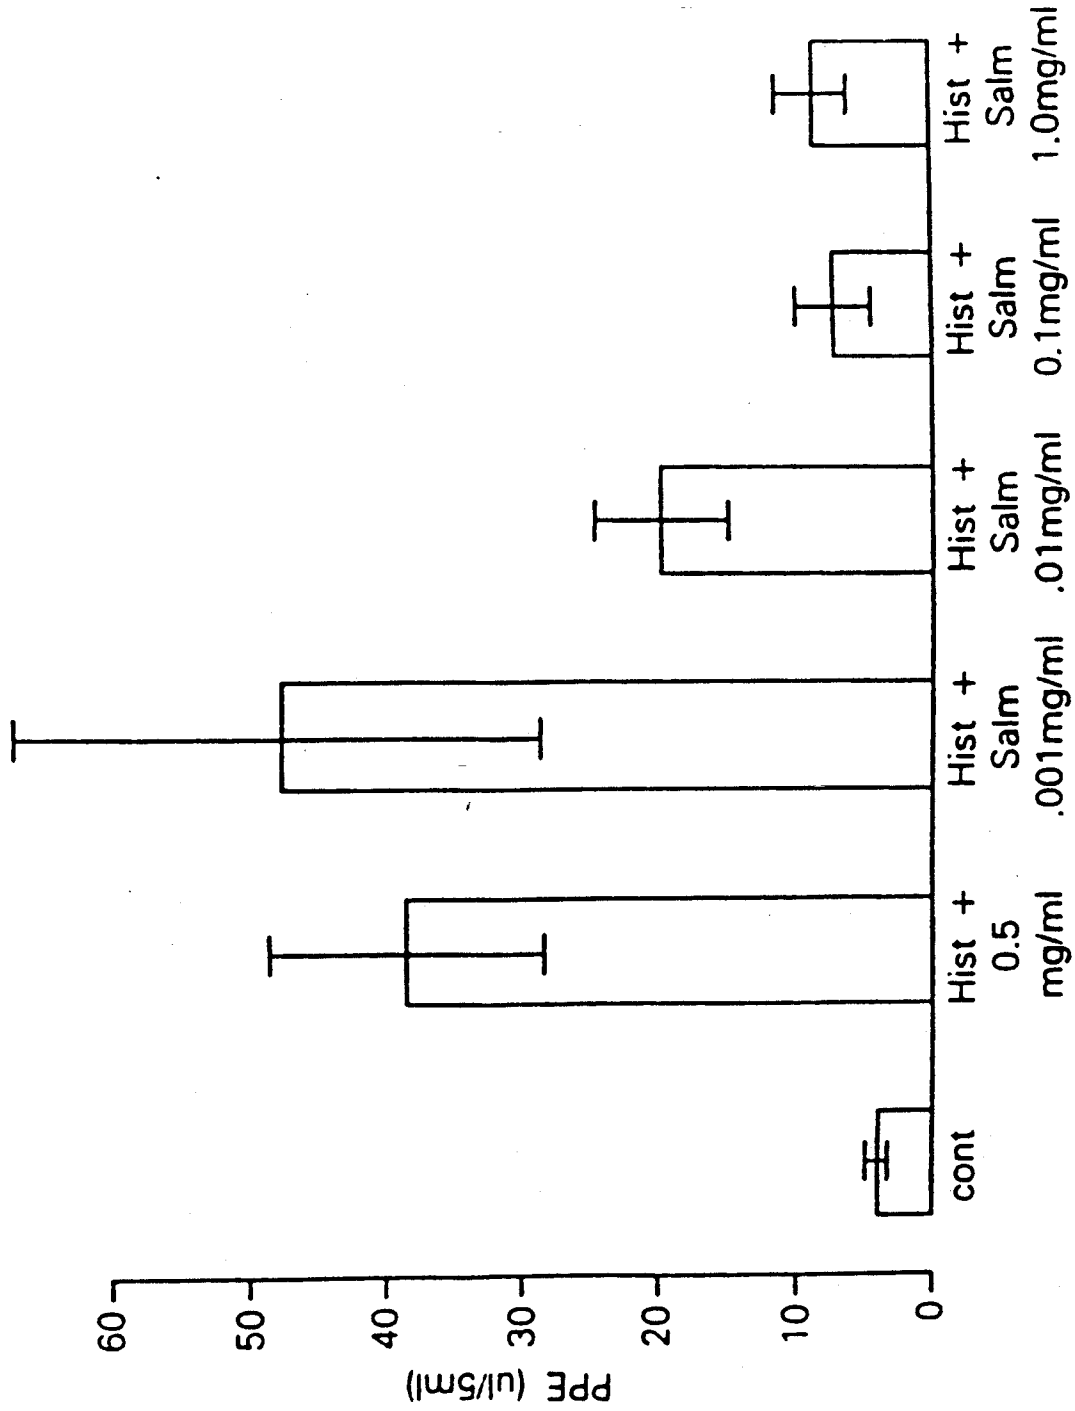 PPE (ul/5ml)
60
50
40
30
20
10
0
cont
Hist +
0.5
mg/ml
Hist +
Salm
.001mg/ml
Hist +
Salm
.01mg/ml
Hist +
Salm
0.1mg/ml
Hist +
Salm
1.0mg/ml